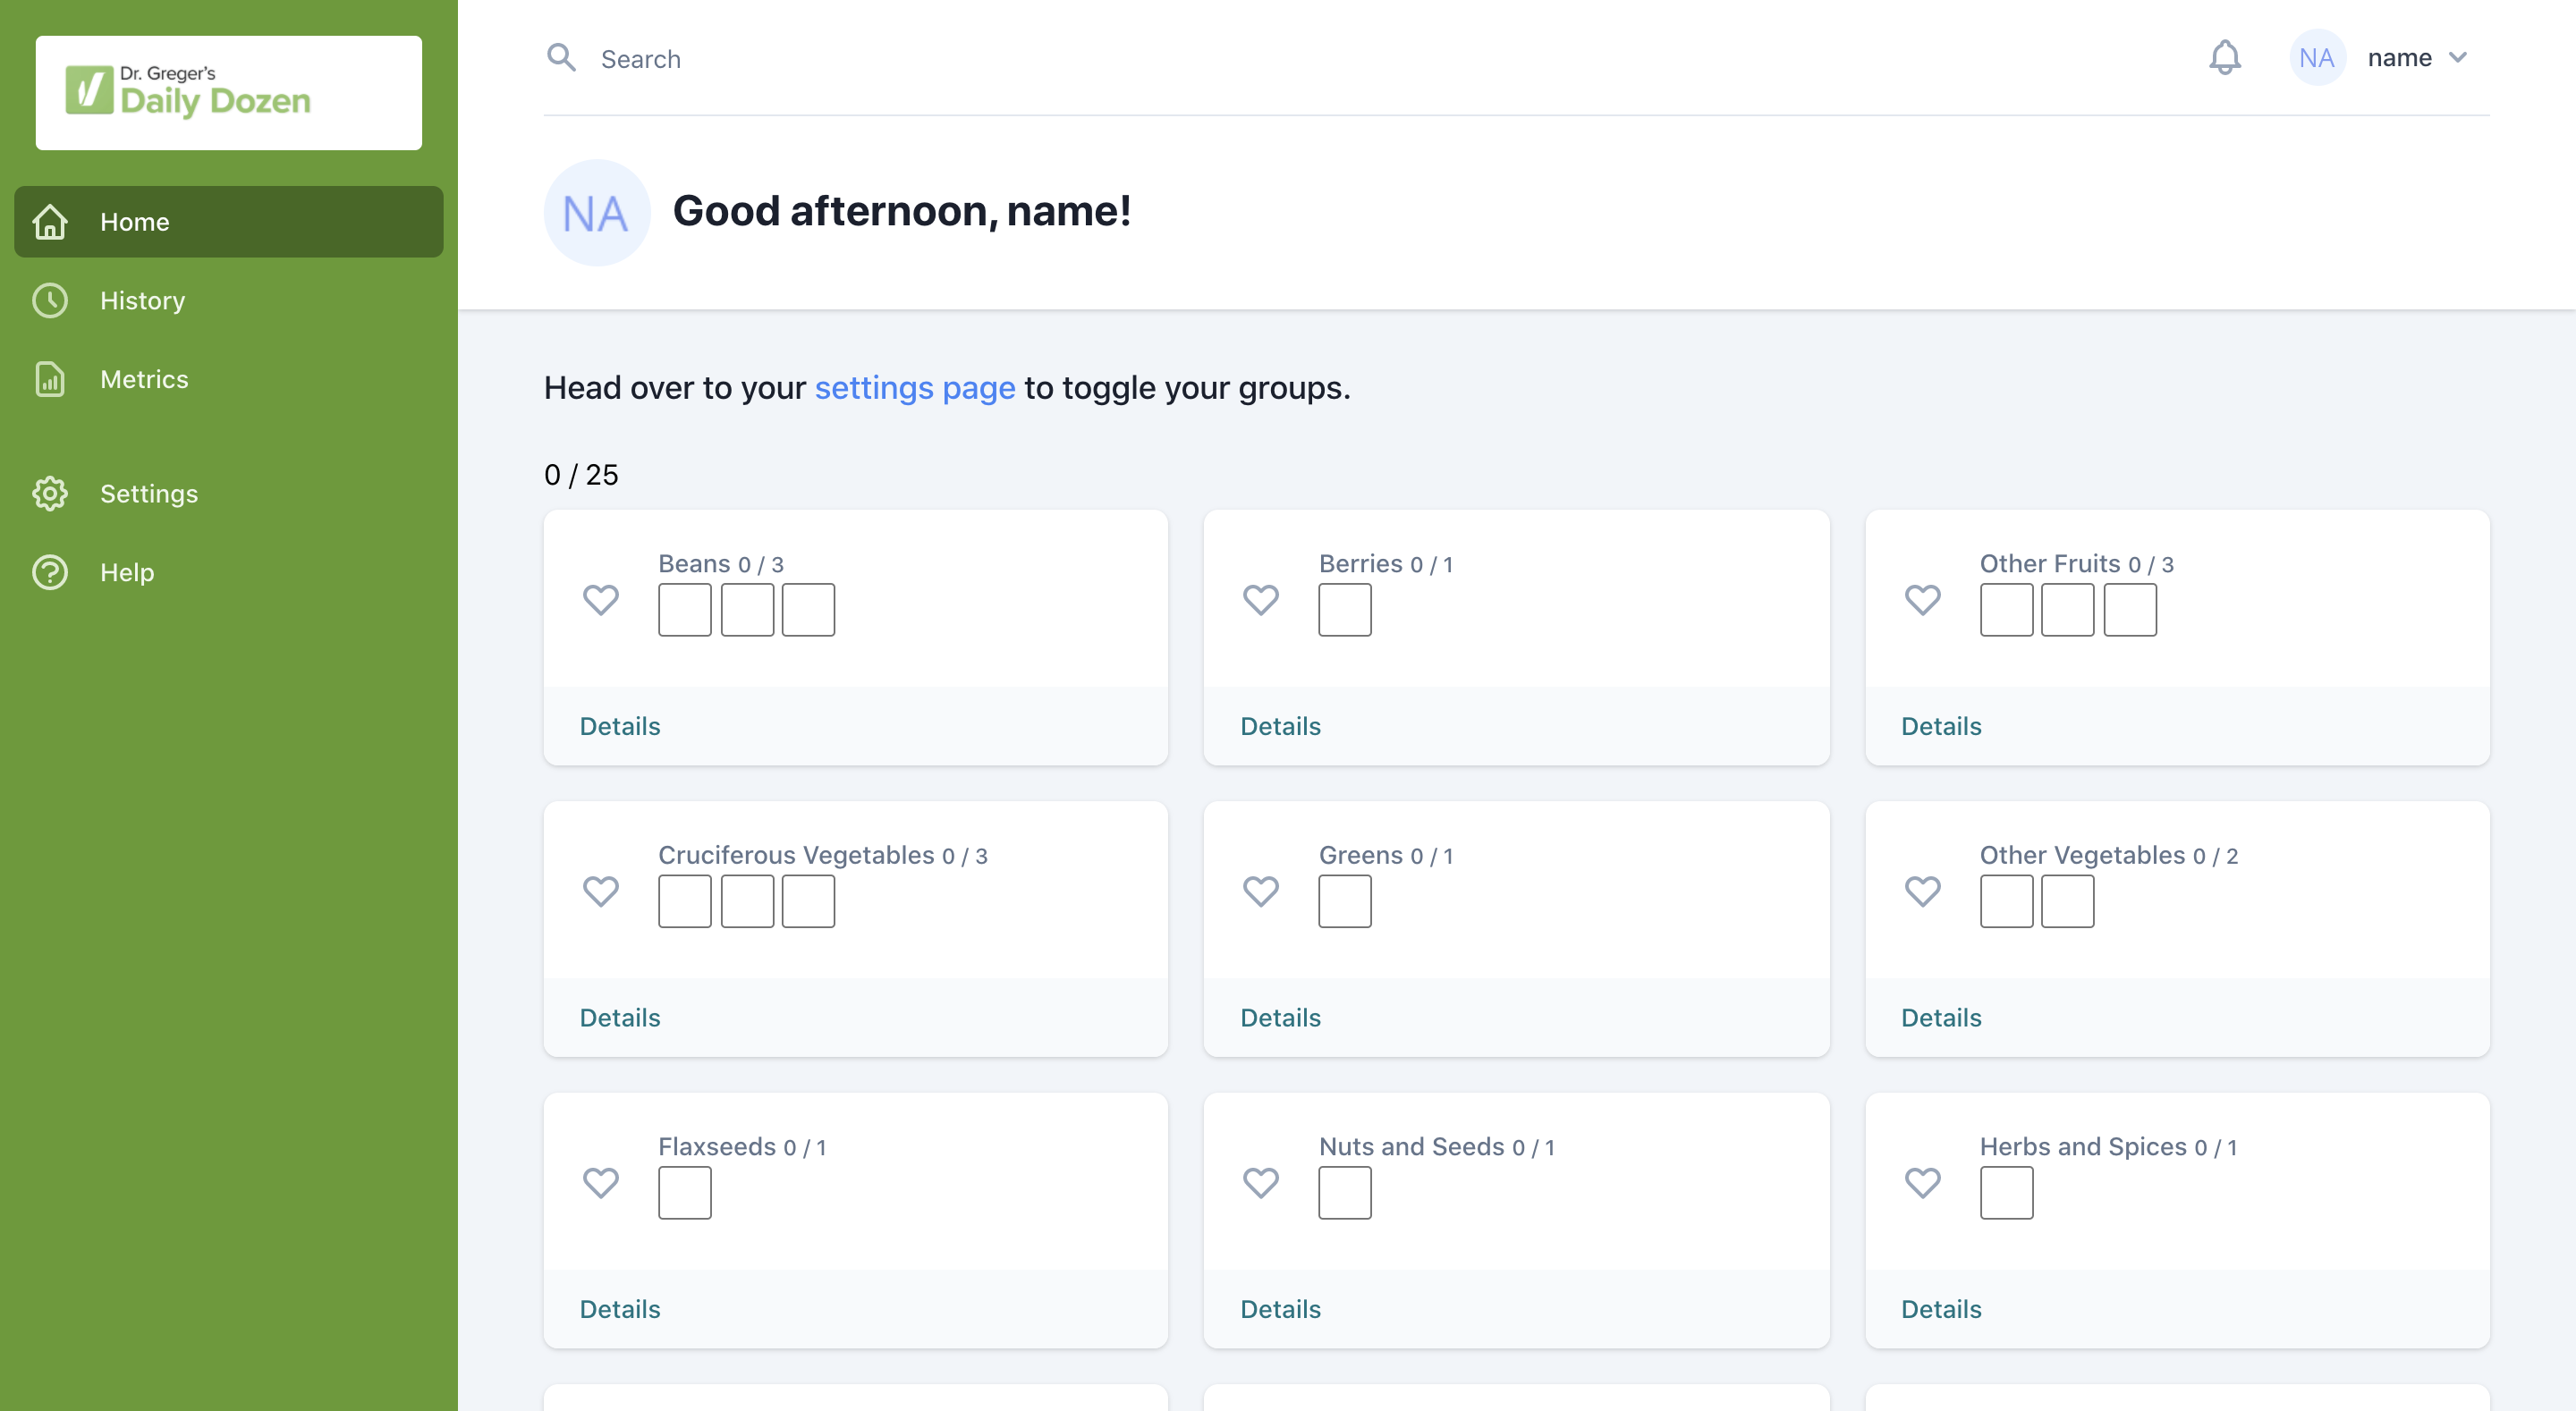 Dr. Greger's
Daily Dozen
Home
History
Metrics
Settings
Help
Search
NA name
NA Good afternoon, name!
Head over to your settings page to toggle your groups.
0 / 25
Beans 0 / 3
Details
Berries 0 / 1
Details
Other Fruits 0 / 3
Details
Cruciferous Vegetables 0 / 3
Details
Greens 0 / 1
Details
Other Vegetables 0 / 2
Details
Flaxseeds 0 / 1
Details
Nuts and Seeds 0 / 1
Details
Herbs and Spices 0 / 1
Details